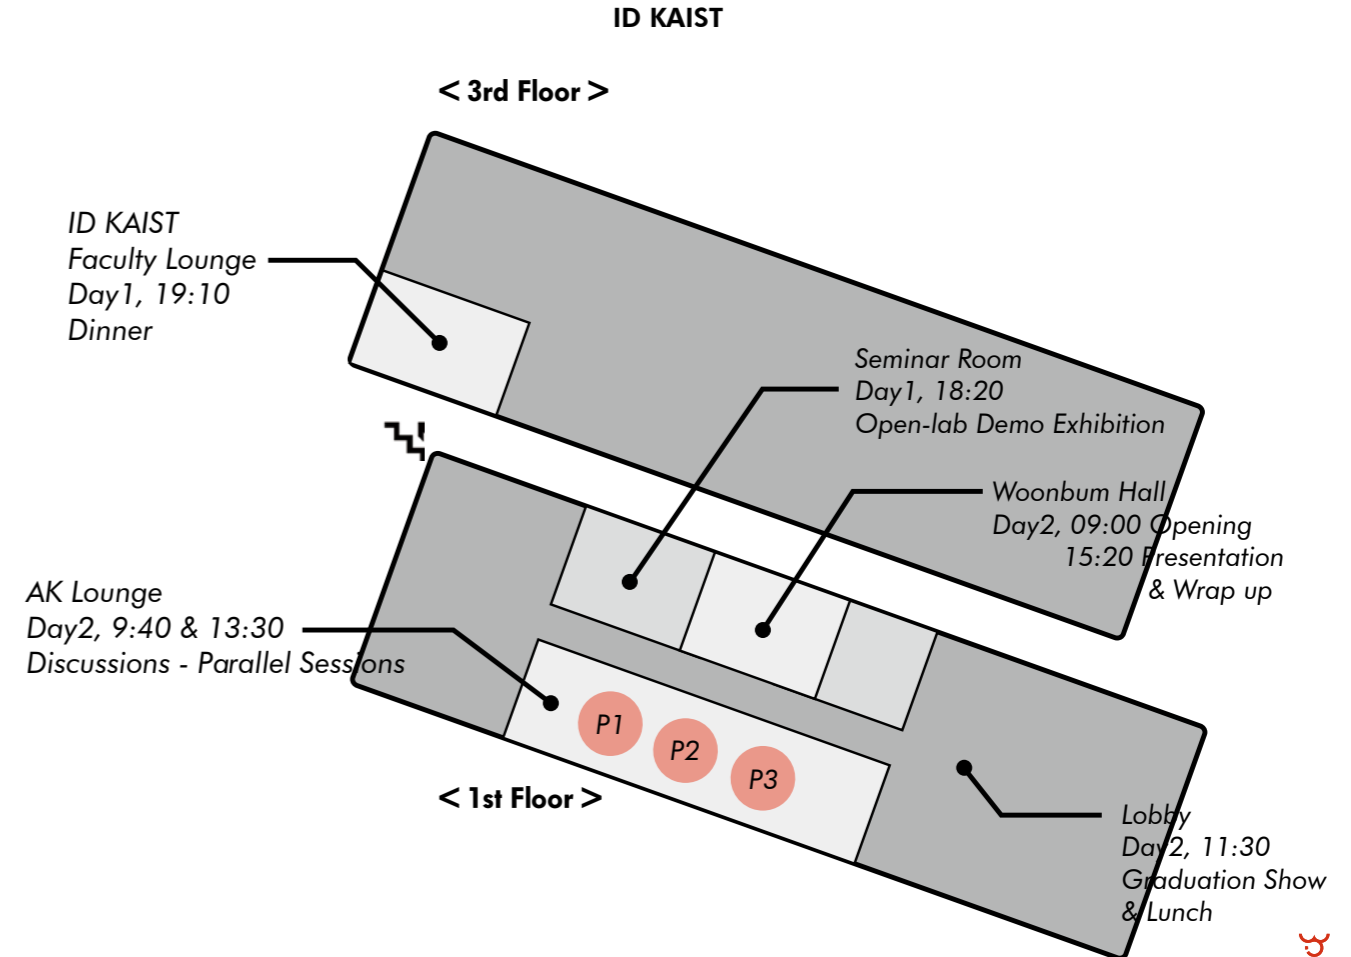 ID KAIST
< 3rd Floor >
ID KAIST
Faculty Lounge
Day1, 19:10
Dinner
Seminar Room
Day1, 18:20
Open-lab Demo Exhibition
Woonbum Hall
Day2, 09:00 Opening
15:20 Presentation
& Wrap up
AK Lounge
Day2, 9:40 & 13:30
Discussions - Parallel Sessions
P1
P2
P3
< 1st Floor >
Lobby
Day2, 11:30
Graduation Show
& Lunch